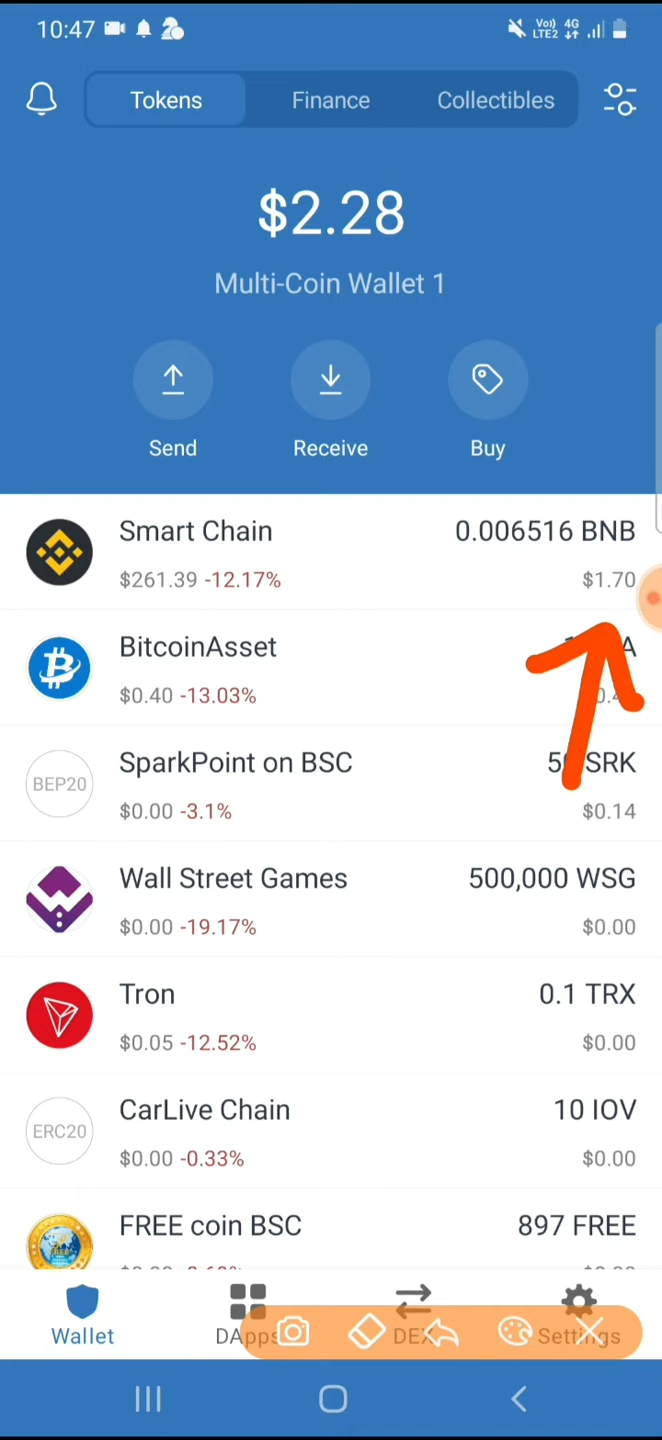 10:47 Vo) LTE2 4G
Tokens Finance Collectibles
$2.28
Multi-Coin Wallet 1
Send Receive Buy
Smart Chain 0.006516 BNB
$261.39 -12.17% $1.70
BitcoinAsset
$0.40 -13.03%
BEP20 SparkPoint on BSC SRK
$0.00 -3.1% $0.14
Wall Street Games 500,000 WSG
$0.00 -19.17% $0.00
Tron 0.1 TRX
$0.05 -12.52% $0.00
ERC20 CarLive Chain 10 IOV
$0.00 -0.33% $0.00
FREE coin BSC 897 FREE
Wallet DApps DEX Settings